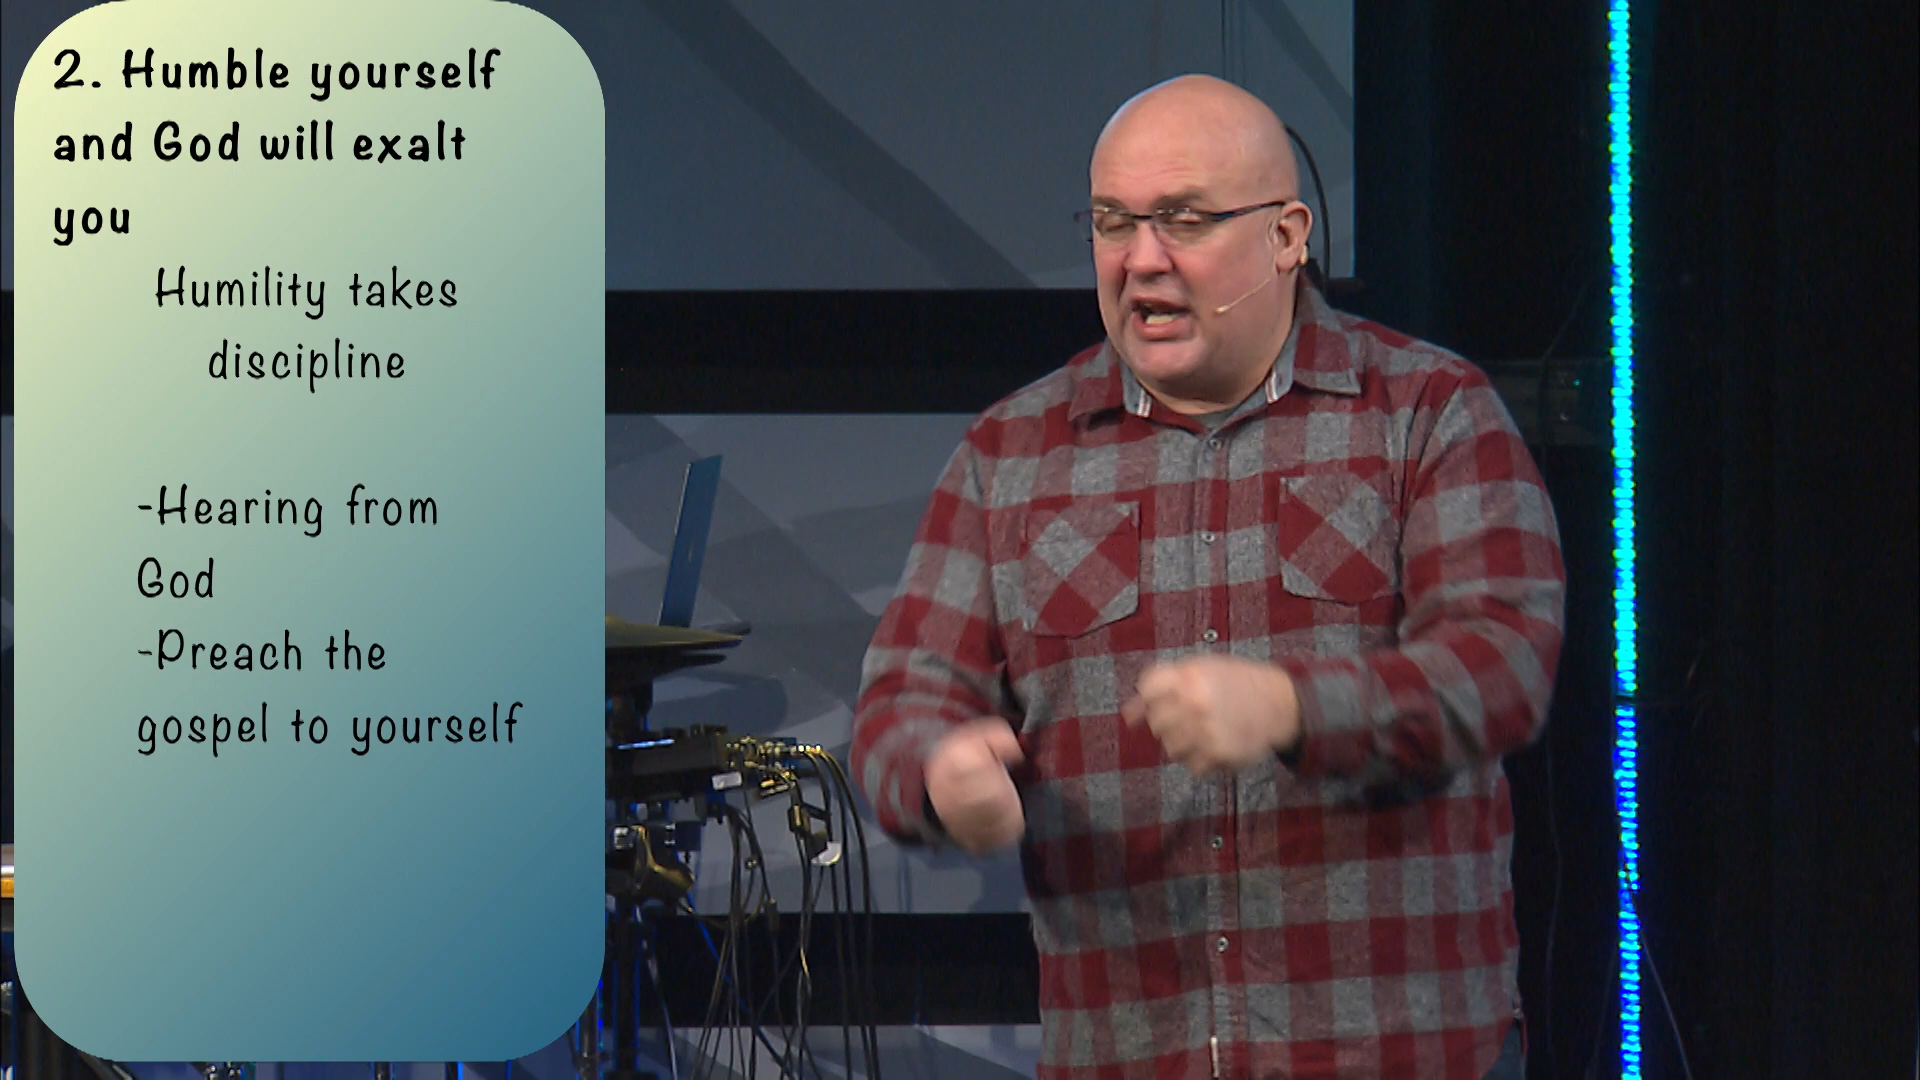 2. Humble yourself
and God will exalt
you
Humility takes
discipline
-Hearing from
God
-Preach the
gospel to yourself